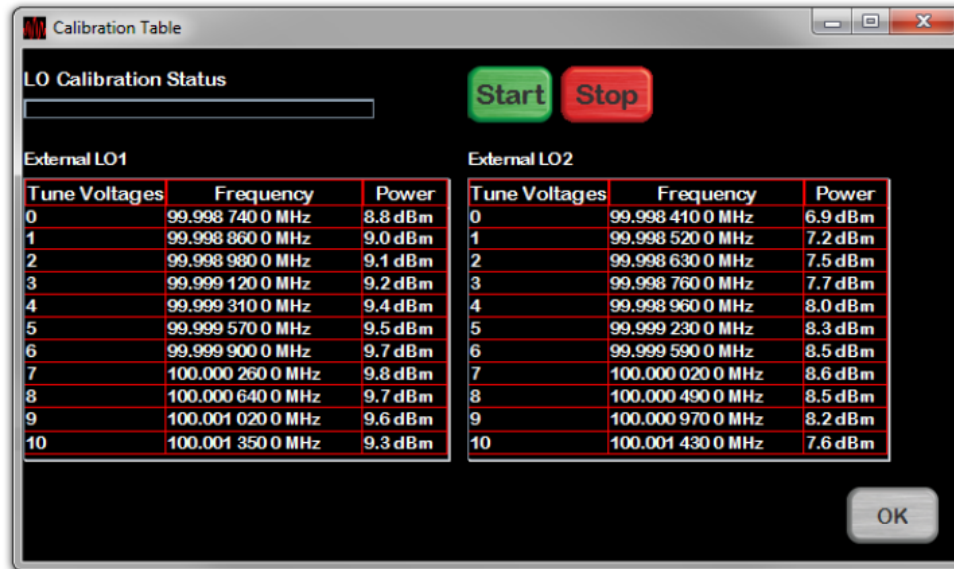 Calibration Table
LO Calibration Status
Start Stop
External LO1
Tune Voltages Frequency Power
0 99.998 740 0 MHz 8.8 dBm
1 99.998 860 0 MHz 9.0 dBm
2 99.998 980 0 MHz 9.1 dBm
3 99.999 120 0 MHz 9.2 dBm
4 99.999 310 0 MHz 9.4 dBm
5 99.999 570 0 MHz 9.5 dBm
6 99.999 900 0 MHz 9.7 dBm
7 100.000 260 0 MHz 9.8 dBm
8 100.000 640 0 MHz 9.7 dBm
9 100.001 020 0 MHz 9.6 dBm
10 100.001 350 0 MHz 9.3 dBm
External LO2
Tune Voltages Frequency Power
0 99.998 410 0 MHz 6.9 dBm
1 99.998 520 0 MHz 7.2 dBm
2 99.998 630 0 MHz 7.5 dBm
3 99.998 760 0 MHz 7.7 dBm
4 99.998 960 0 MHz 8.0 dBm
5 99.999 230 0 MHz 8.3 dBm
6 99.999 590 0 MHz 8.5 dBm
7 100.000 020 0 MHz 8.6 dBm
8 100.000 490 0 MHz 8.5 dBm
9 100.000 970 0 MHz 8.2 dBm
10 100.001 430 0 MHz 7.6 dBm
OK